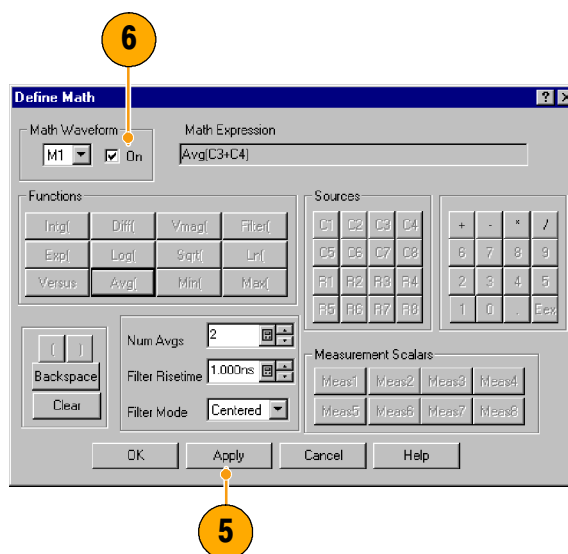 6
Define Math
Math Waveform
Math Expression
M1
On
Avg(C3+C4)
Functions
Sources
Intg(
Diff(
Vmag(
Filter(
C1
C2
C3
C4
+
-
*
/
Exp(
Log(
Sqrt(
Ln(
C5
C6
C7
C8
6
7
8
9
Versus
Avg(
Min(
Max(
R1
R2
R3
R4
2
3
4
5
R5
R6
R7
R8
1
0
.
Eex
(
)
Backspace
Clear
Num Avgs
2
Filter Risetime
1.000ns
Filter Mode
Centered
Measurement Scalars
Meas1
Meas2
Meas3
Meas4
Meas5
Meas6
Meas7
Meas8
OK
Apply
Cancel
Help
5